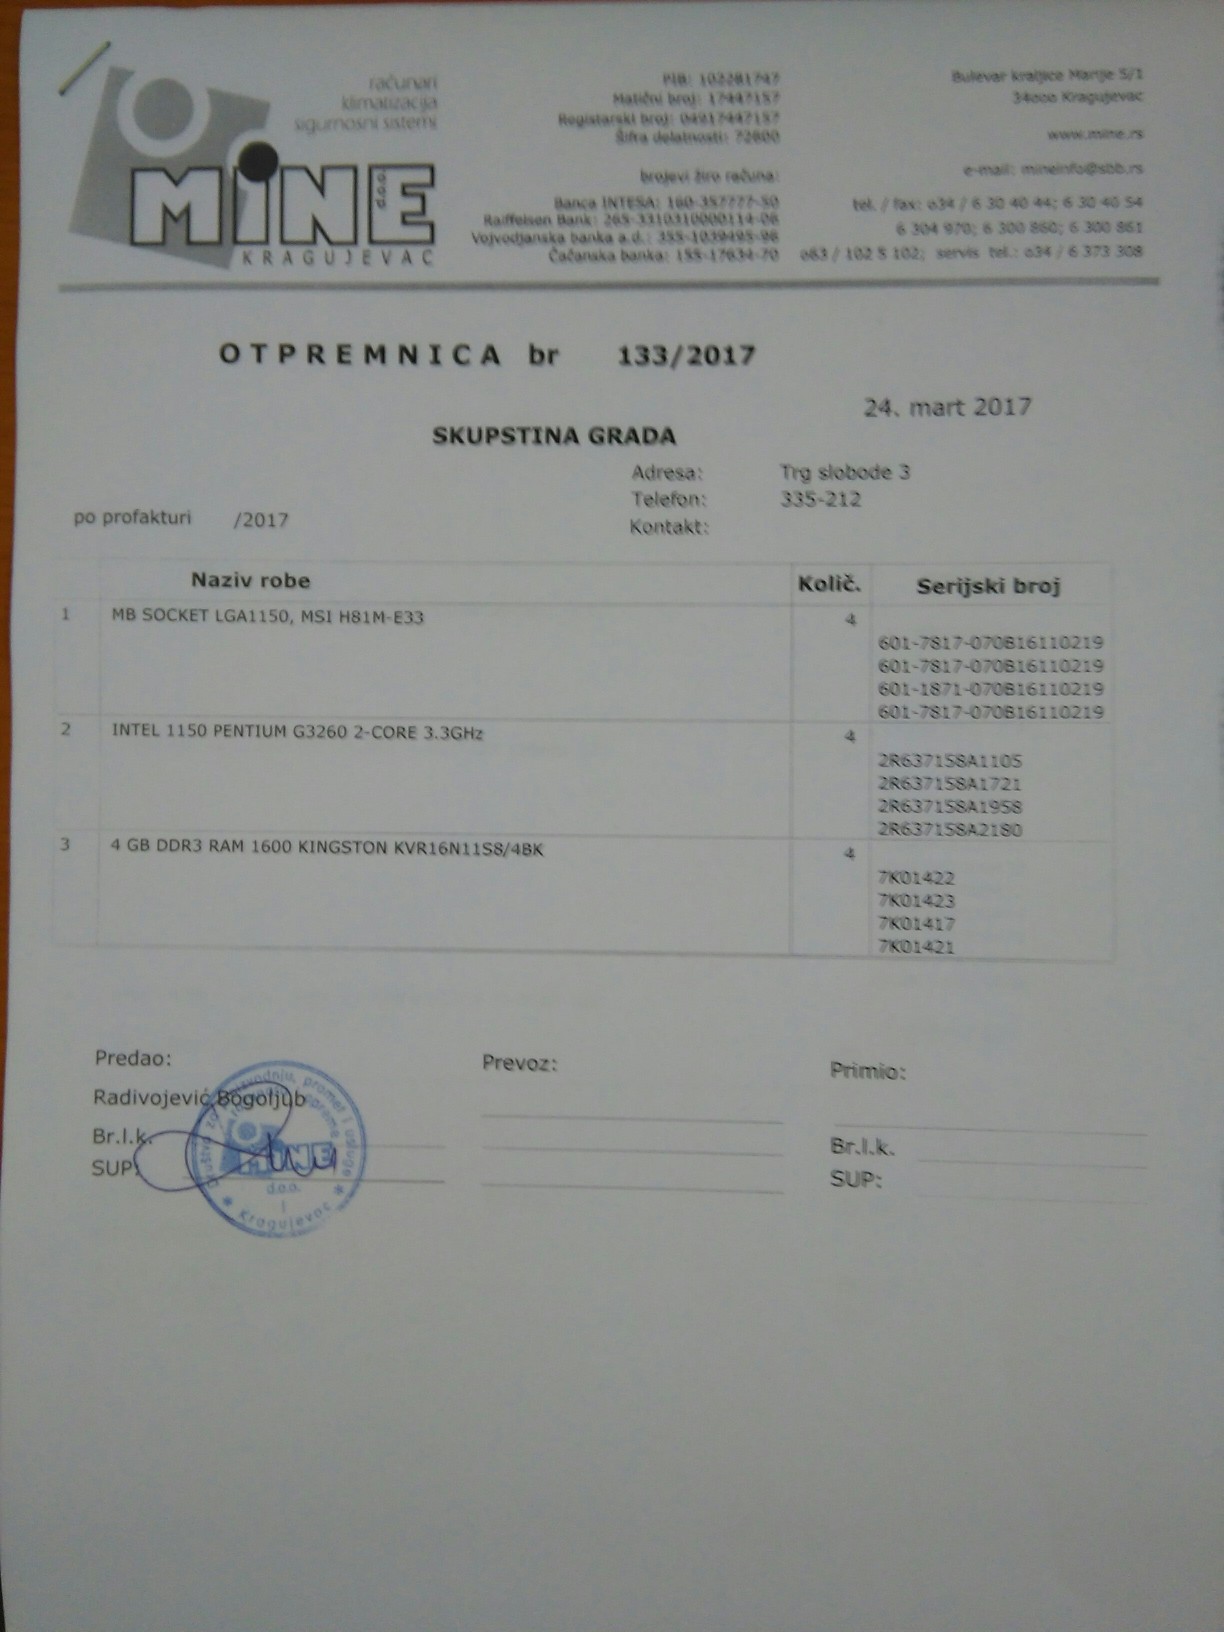 računari
klimatizacija
sigurnosni sistemi
MINE d.o.o.
KRAGUJEVAC
PIB: 102281747
Matični broj: 17447157
Registarski broj: 04917447157
Šifra delatnosti: 72600
brojevi žiro računa:
Banca INTESA: 160-357777-50
Raiffeisen Bank: 265-3310310000114-06
Vojvodjanska banka a.d.: 355-1039495-96
Čačanska banka: 155-17634-70
Bulevar kraljice Marije 5/1
34000 Kragujevac
www.mine.rs
e-mail: mineinfo@sbb.rs
tel. / fax: 034 / 6 30 40 44; 6 30 40 54
6 304 970; 6 300 860; 6 300 861
063 / 102 5 102; servis tel.: 034 / 6 373 308
OTPREMNICA br 133/2017
24. mart 2017
SKUPSTINA GRADA
Adresa: Trg slobode 3
Telefon: 335-212
Kontakt:
po profakturi /2017
Naziv robe Količ. Serijski broj
1 MB SOCKET LGA1150, MSI H81M-E33 4
601-7817-070B16110219
601-7817-070B16110219
601-1871-070B16110219
601-7817-070B16110219
2 INTEL 1150 PENTIUM G3260 2-CORE 3.3GHz 4
2R637158A1105
2R637158A1721
2R637158A1958
2R637158A2180
3 4 GB DDR3 RAM 1600 KINGSTON KVR16N11S8/4BK 4
7K01422
7K01423
7K01417
7K01421
Predao: Prevoz: Primio:
Radivojević Bogoljub
Br.l.k. Br.l.k.
SUP: SUP:
MINE
d.o.o.
Kragujevac